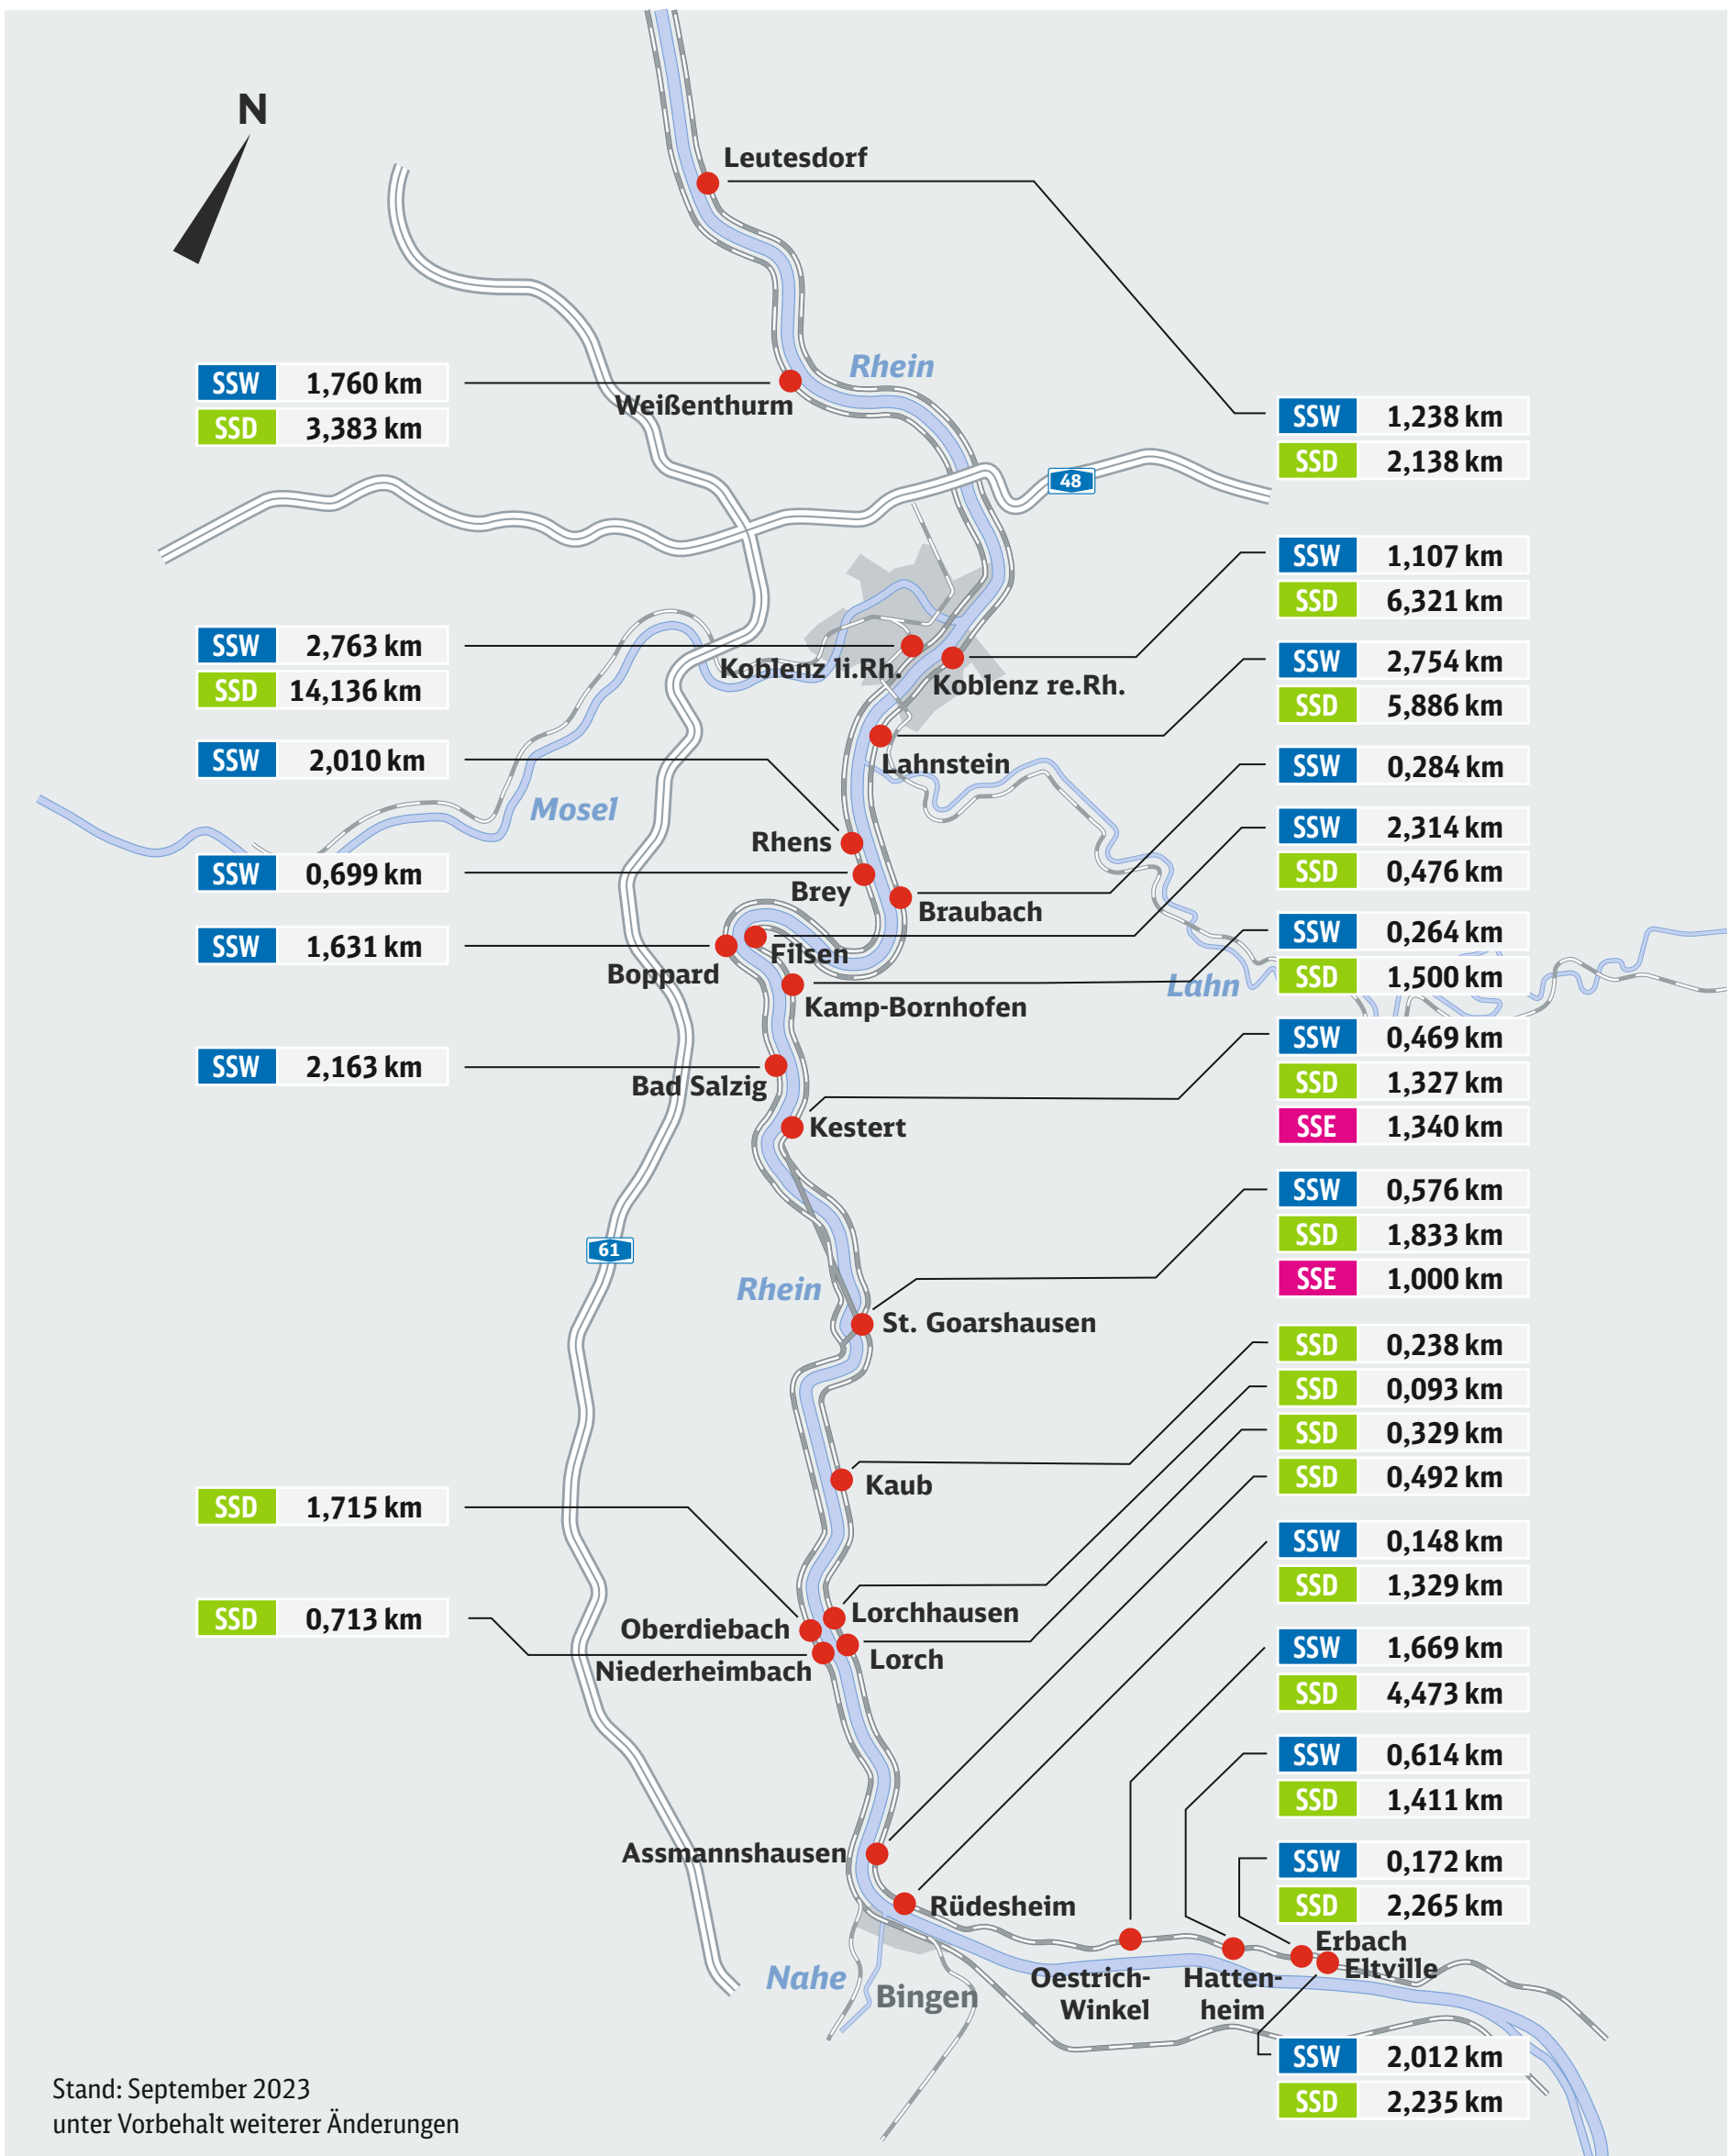 N
Leutesdorf
Rhein
Weißenthurm
SSW 1,760 km
SSD 3,383 km
SSW 1,238 km
SSD 2,138 km
48
SSW 1,107 km
SSD 6,321 km
SSW 2,763 km
SSD 14,136 km
Koblenz li.Rh.
Koblenz re.Rh.
SSW 2,754 km
SSD 5,886 km
Lahnstein
SSW 2,010 km
SSW 0,284 km
Mosel
Rhens
SSW 2,314 km
SSD 0,476 km
SSW 0,699 km
Brey
Braubach
SSW 1,631 km
Boppard
Filsen
SSW 0,264 km
SSD 1,500 km
Lahn
Kamp-Bornhofen
SSW 2,163 km
Bad Salzig
SSW 0,469 km
SSD 1,327 km
SSE 1,340 km
Kestert
SSW 0,576 km
SSD 1,833 km
SSE 1,000 km
61
Rhein
St. Goarshausen
SSD 0,238 km
SSD 0,093 km
SSD 0,329 km
SSD 0,492 km
Kaub
SSD 1,715 km
SSW 0,148 km
SSD 1,329 km
SSD 0,713 km
Oberdiebach
Lorchhausen
Niederheimbach
Lorch
SSW 1,669 km
SSD 4,473 km
SSW 0,614 km
SSD 1,411 km
Assmannshausen
SSW 0,172 km
SSD 2,265 km
Rüdesheim
Erbach
Eltville
Nahe
Bingen
Oestrich-
Winkel
Hatten-
heim
SSW 2,012 km
SSD 2,235 km
Stand: September 2023
unter Vorbehalt weiterer Änderungen